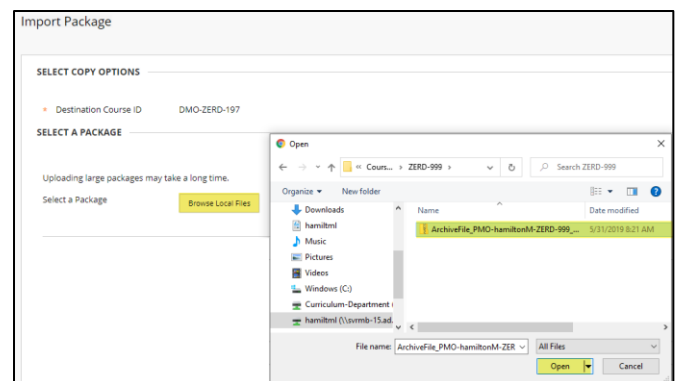 Import Package
SELECT COPY OPTIONS
* Destination Course ID DMO-ZERD-197
SELECT A PACKAGE
Uploading large packages may take a long time.
Select a Package Browse Local Files
Open
« Cours... › ZERD-999 › Search ZERD-999
Organize New folder
Downloads
hamiltml
Music
Pictures
Videos
Windows (C:)
Curriculum-Department (
hamiltml (\\svrmb-15.ad.
Name Date modified
ArchiveFile_PMO-hamiltonM-ZERD-999_... 5/31/2019 8:21 AM
File name: ArchiveFile_PMO-hamiltonM-ZER All Files
Open Cancel